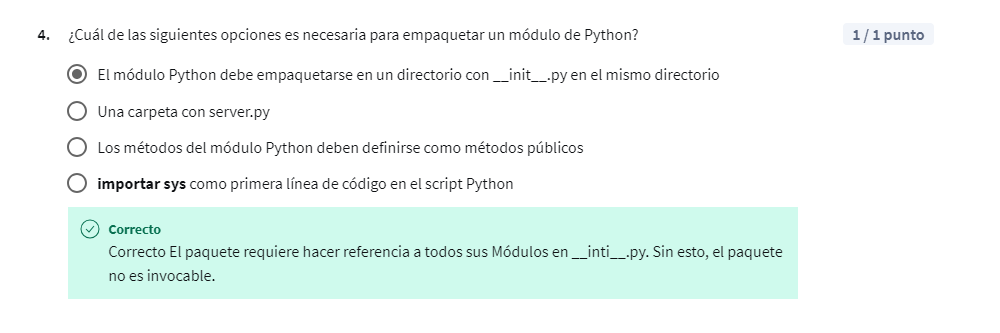 4. ¿Cuál de las siguientes opciones es necesaria para empaquetar un módulo de Python?
1 / 1 punto
El módulo Python debe empaquetarse en un directorio con __init__.py en el mismo directorio
Una carpeta con server.py
Los métodos del módulo Python deben definirse como métodos públicos
importar sys como primera línea de código en el script Python
Correcto
Correcto El paquete requiere hacer referencia a todos sus Módulos en __inti__.py. Sin esto, el paquete
no es invocable.